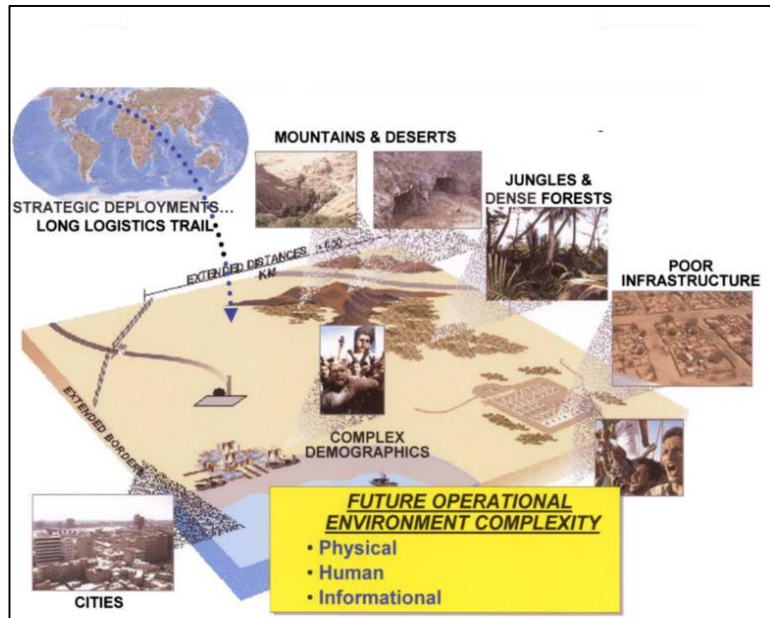 MOUNTAINS & DESERTS
JUNGLES &
DENSE FORESTS
STRATEGIC DEPLOYMENTS...
LONG LOGISTICS TRAIL
POOR
INFRASTRUCTURE
EXTENDED DISTANCES
KM
EXTENDED BORDERS
COMPLEX
DEMOGRAPHICS
CITIES
FUTURE OPERATIONAL
ENVIRONMENT COMPLEXITY
• Physical
• Human
• Informational